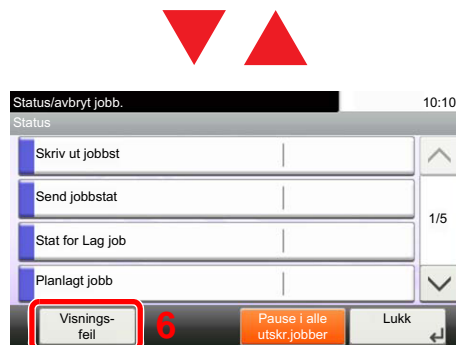 Status/avbryt jobb. 10:10
Status
Skriv ut jobbst
Send jobbstat
1/5
Stat for Lag job
Planlagt jobb
Visnings-
feil
6
Pause i alle
utskr.jobber
Lukk